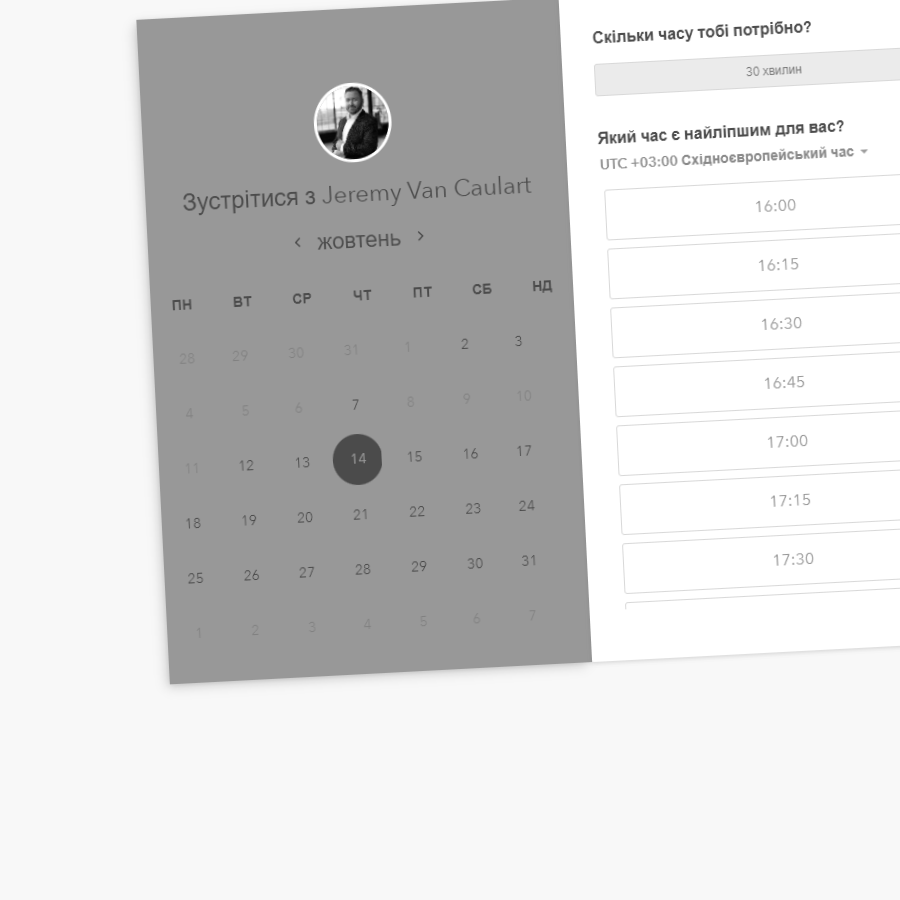 Зустрітися з Jeremy Van Caulart
‹ жовтень ›
ПН ВТ СР ЧТ ПТ СБ НД
28 29 30 31 1 2 3
4 5 6 7 8 9 10
11 12 13 14 15 16 17
18 19 20 21 22 23 24
25 26 27 28 29 30 31
1 2 3 4 5 6 7
Скільки часу тобі потрібно?
30 хвилин
Який час є найліпшим для вас?
UTC +03:00 Східноєвропейський час
16:00
16:15
16:30
16:45
17:00
17:15
17:30